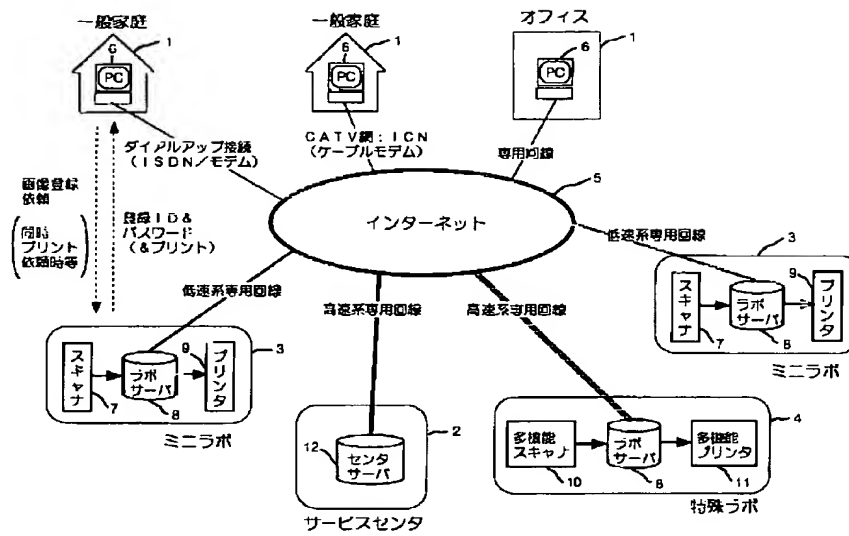 一般家庭
1
6
PC
一般家庭
1
6
PC
オフィス
1
6
PC
ダイアルアップ接続
(ISDN/モデム)
CATV網:ICN
(ケーブルモデム)
専用回線
5
画像登録
依頼
(同時
プリント
依頼時等)
登録ID&
パスワード
(&プリント)
インターネット
低速系専用回線
3
スキャナ
7
ラボ
サーバ
8
9
プリンタ
ミニラボ
低速系専用回線
高速系専用回線
高速系専用回線
3
スキャナ
7
ラボ
サーバ
8
9
プリンタ
ミニラボ
2
12
センタ
サーバ
サービスセンタ
4
多機能
スキャナ
10
ラボ
サーバ
8
多機能
プリンタ
11
特殊ラボ